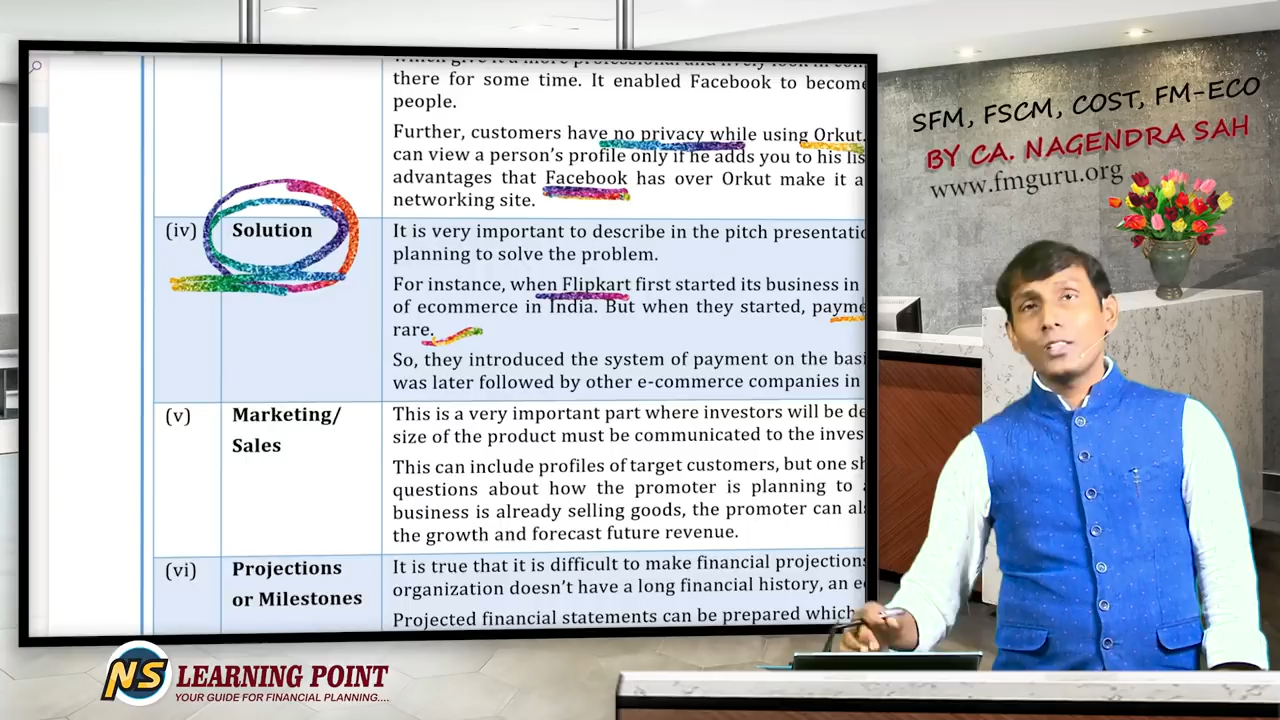 there for some time. It enabled Facebook to become
people.
Further, customers have no privacy while using Orkut.
can view a person's profile only if he adds you to his lis
advantages that Facebook has over Orkut make it a
networking site.
(iv) Solution
It is very important to describe in the pitch presentatio
planning to solve the problem.
For instance, when Flipkart first started its business in
of ecommerce in India. But when they started, payme
rare.
So, they introduced the system of payment on the basi
was later followed by other e-commerce companies in
(v) Marketing/
Sales
This is a very important part where investors will be de
size of the product must be communicated to the inves
This can include profiles of target customers, but one sh
questions about how the promoter is planning to a
business is already selling goods, the promoter can al
the growth and forecast future revenue.
(vi) Projections
or Milestones
It is true that it is difficult to make financial projections
organization doesn't have a long financial history, an e
Projected financial statements can be prepared which
SFM, FSCM, COST, FM-ECO
BY CA. NAGENDRA SAH
www.fmguru.org
NS LEARNING POINT
YOUR GUIDE FOR FINANCIAL PLANNING....